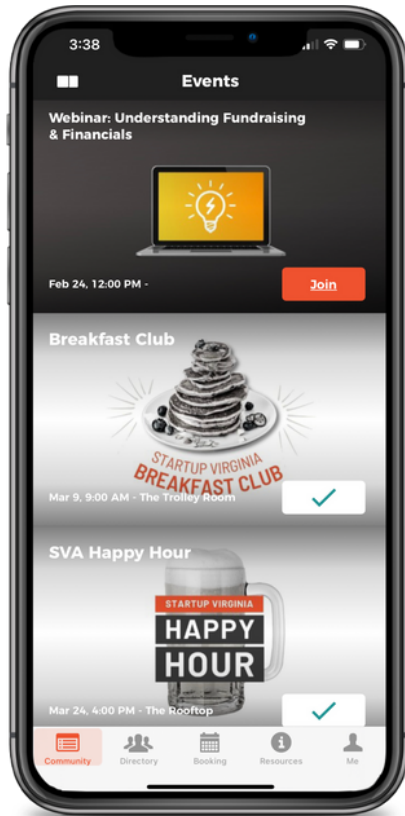 3:38
Events
Webinar: Understanding Fundraising
& Financials
Feb 24, 12:00 PM -
Join
Breakfast Club
STARTUP VIRGINIA
BREAKFAST CLUB
Mar 9, 9:00 AM - The Trolley Room
SVA Happy Hour
STARTUP VIRGINIA
HAPPY
HOUR
Mar 24, 4:00 PM - The Rooftop
Community
Directory
Booking
Resources
Me